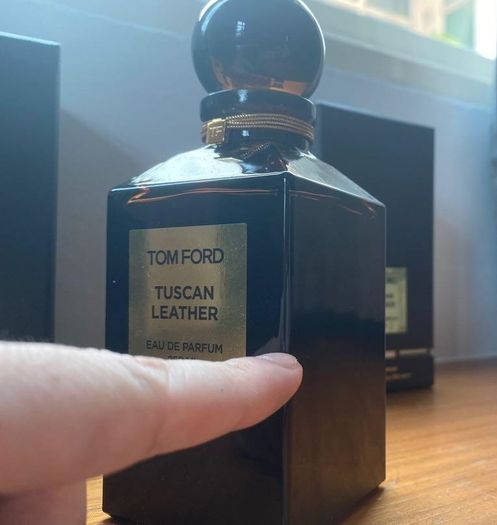 TOM FORD
TUSCAN
LEATHER
EAU DE PARFUM